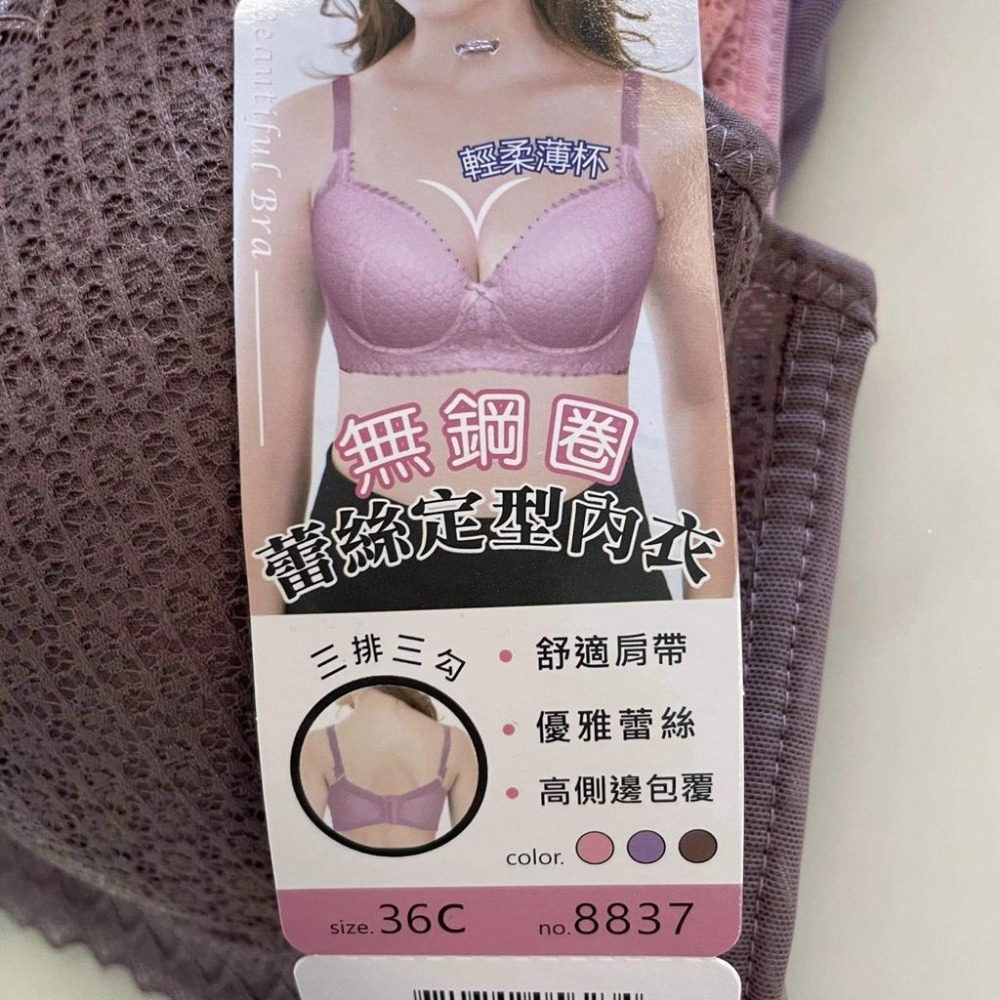 Beautiful Bra
輕柔薄杯
無鋼圈
蕾絲定型內衣
三排三勾
舒適肩帶
優雅蕾絲
高側邊包覆
color.
size. 36C
no. 8837